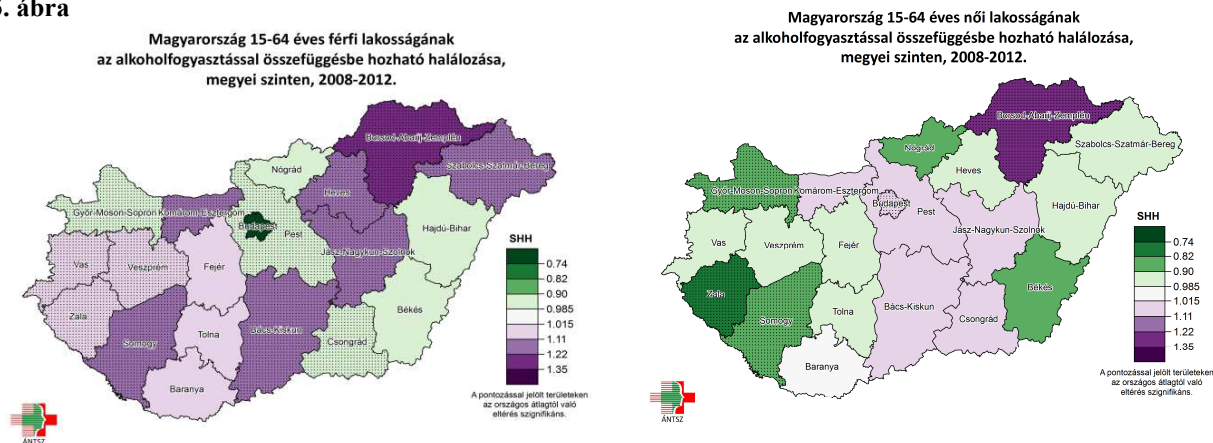 5. ábra
Magyarország 15-64 éves férfi lakosságának
az alkoholfogyasztással összefüggésbe hozható halálozása,
megyei szinten, 2008-2012.
Borsod-Abaúj-Zemplén
Szabolcs-Szatmár-Bereg
Nógrád
Heves
Győr-Moson-Sopron
Komárom-Esztergom
Budapest
Pest
Hajdú-Bihar
Jász-Nagykun-Szolnok
Vas
Veszprém
Fejér
Zala
Somogy
Tolna
Bács-Kiskun
Békés
Csongrád
Baranya
SHH
0.74
0.82
0.90
0.985
1.015
1.11
1.22
1.35
A pontozással jelölt területeken
az országos átlagtól való
eltérés szignifikáns.
ÁNTSZ
Magyarország 15-64 éves női lakosságának
az alkoholfogyasztással összefüggésbe hozható halálozása,
megyei szinten, 2008-2012.
Borsod-Abaúj-Zemplén
Szabolcs-Szatmár-Bereg
Nógrád
Heves
Győr-Moson-Sopron
Komárom-Esztergom
Budapest
Pest
Hajdú-Bihar
Jász-Nagykun-Szolnok
Vas
Veszprém
Fejér
Zala
Somogy
Tolna
Bács-Kiskun
Békés
Csongrád
Baranya
SHH
0.74
0.82
0.90
0.985
1.015
1.11
1.22
1.35
A pontozással jelölt területeken
az országos átlagtól való
eltérés szignifikáns.
ÁNTSZ